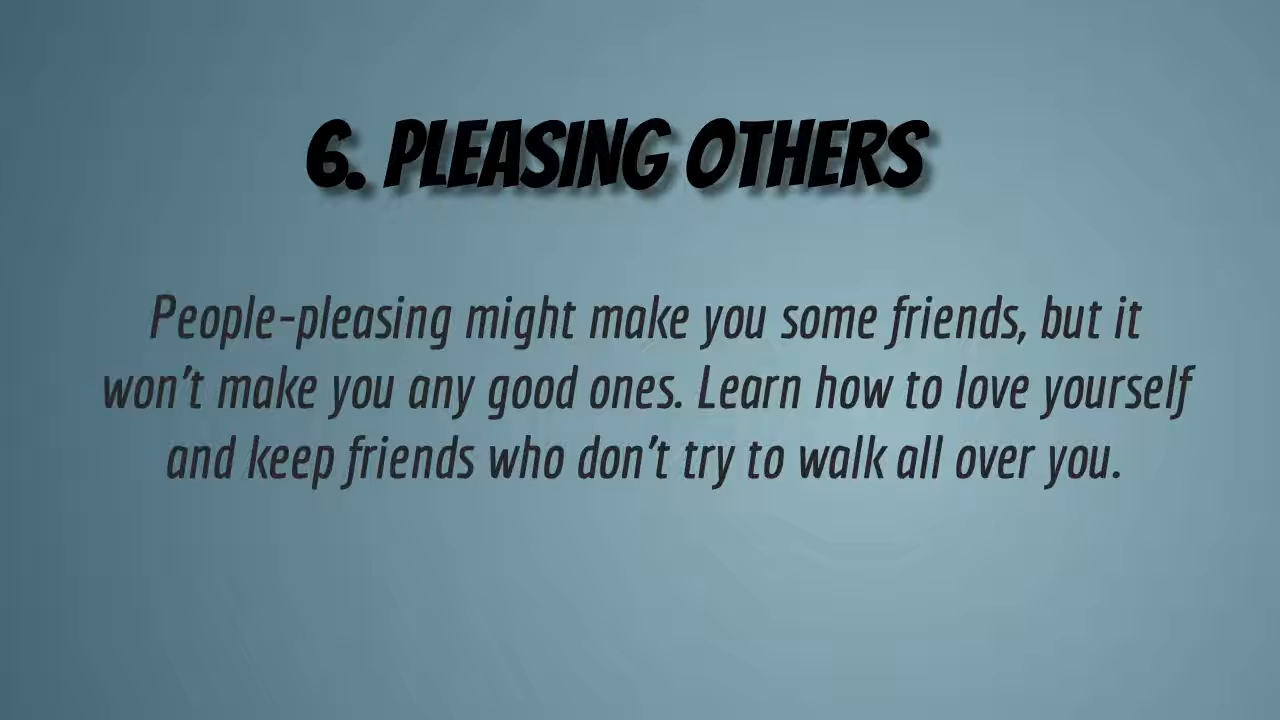 6. PLEASING OTHERS
People-pleasing might make you some friends, but it
won't make you any good ones. Learn how to love yourself
and keep friends who don't try to walk all over you.